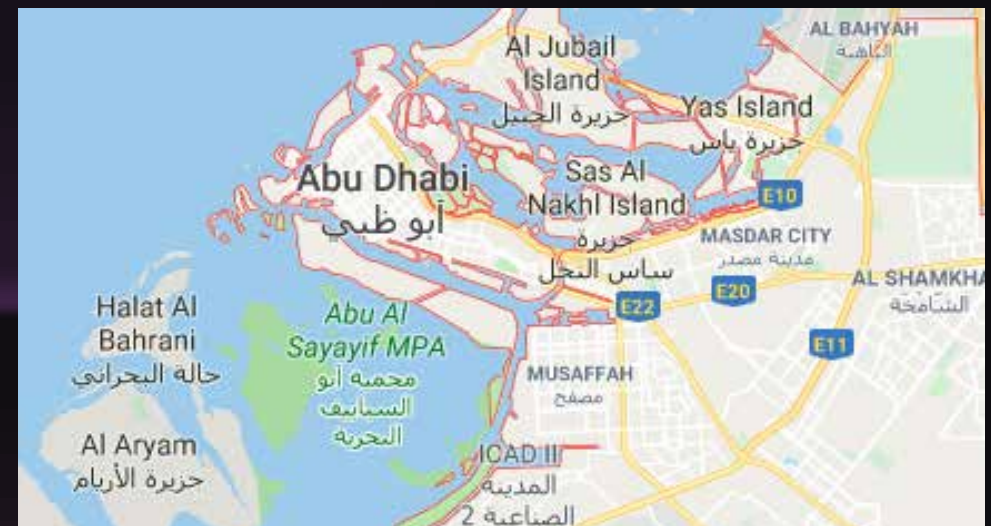 AL BAHYAH
الباهية
Al Jubail
Island
جزيرة الجبيل
Yas Island
جزيرة ياس
Abu Dhabi
أبو ظبي
Sas Al
Nakhl Island
جزيرة
ساس النخل
E10
MASDAR CITY
مدينة مصدر
E20
E22
AL SHAMKHA
الشامخة
E11
Halat Al
Bahrani
حالة البحراني
Abu Al
Sayayif MPA
محمية أبو
السيايف
البحرية
MUSAFFAH
مصفح
Al Aryam
جزيرة الأريام
ICAD II
المدينة
الصناعية 2